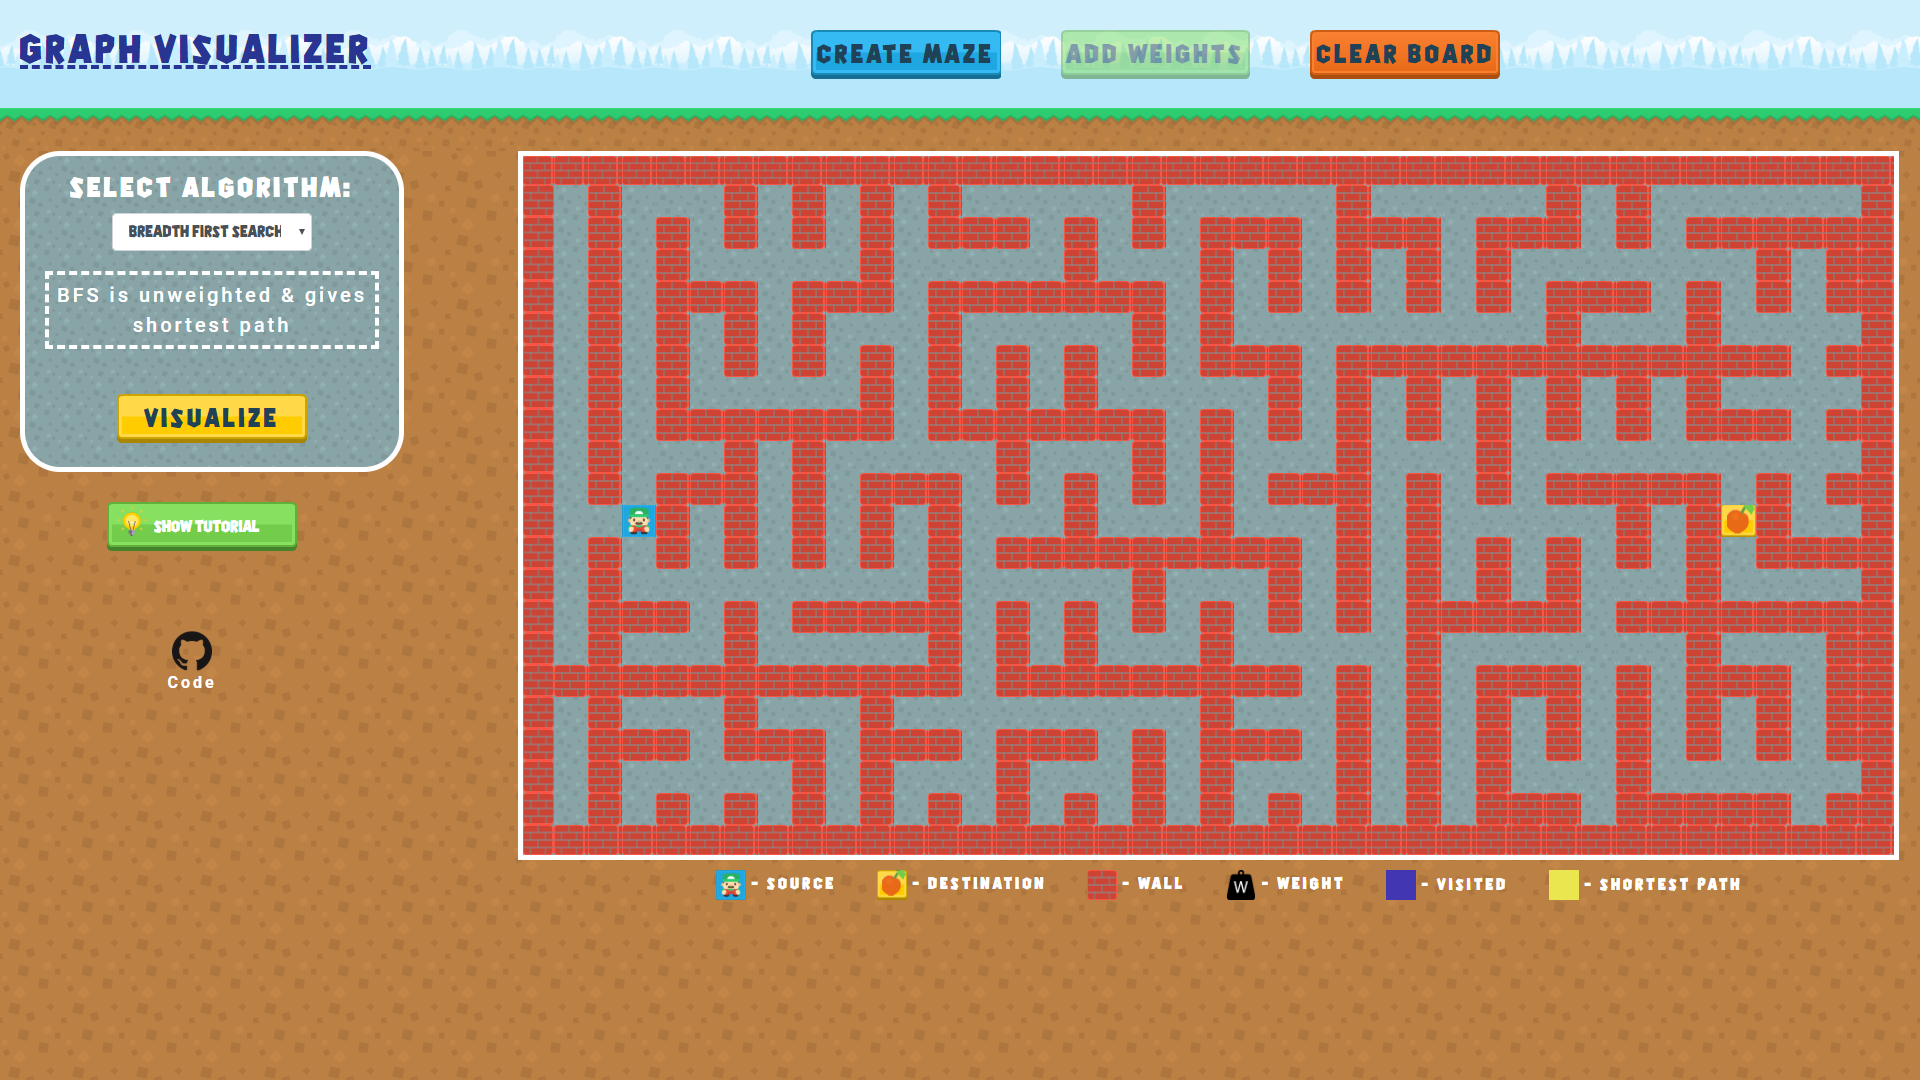 GRAPH VISUALIZER
CREATE MAZE
ADD WEIGHTS
CLEAR BOARD
SELECT ALGORITHM:
BREADTH FIRST SEARCH
BFS is unweighted & gives
shortest path
VISUALIZE
SHOW TUTORIAL
Code
- SOURCE
- DESTINATION
- WALL
W
- WEIGHT
- VISITED
- SHORTEST PATH